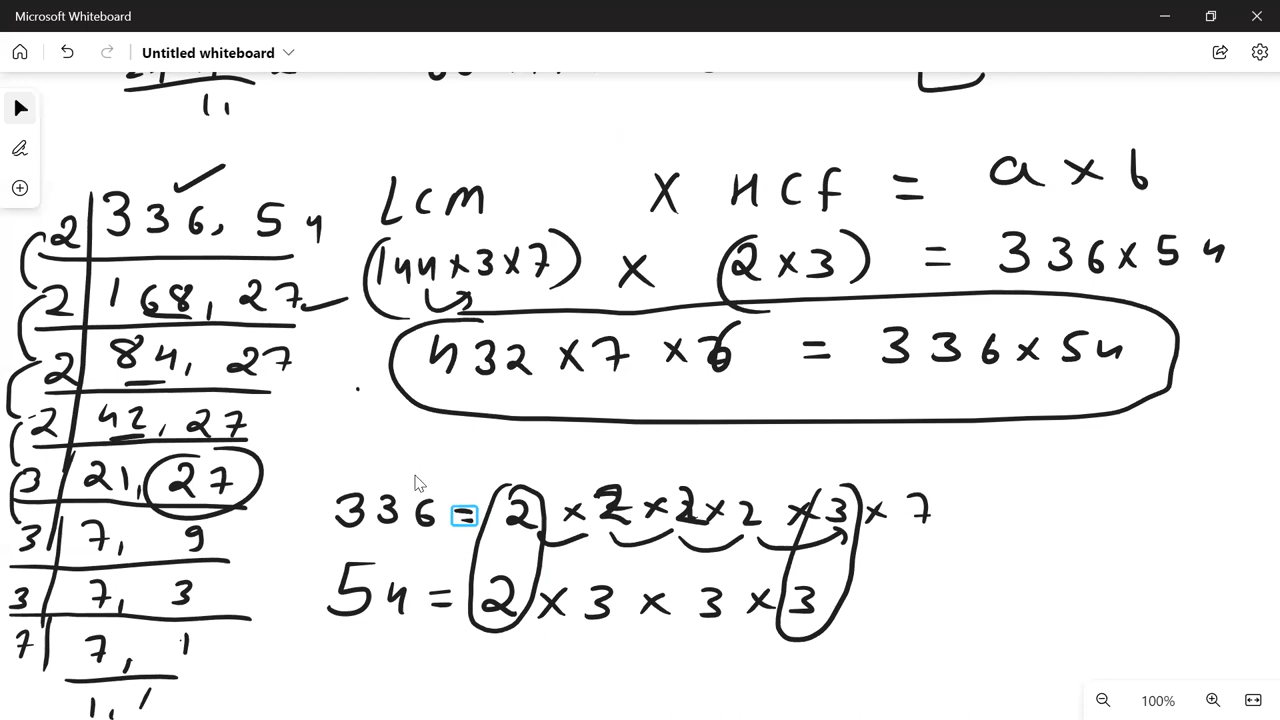 Microsoft Whiteboard
Untitled whiteboard
1,
LCM × HCF = a × b
(144 × 3 × 7) × (2 × 3) = 336 × 54
432 × 7 × 6 = 336 × 54
2 | 336, 54
2 | 168, 27
2 | 84, 27
2 | 42, 27
3 | 21, 27
3 | 7, 9
3 | 7, 3
7 | 7, 1
1, 1
336 = 2 × 2 × 2 × 2 × 3 × 7
54 = 2 × 3 × 3 × 3
100%